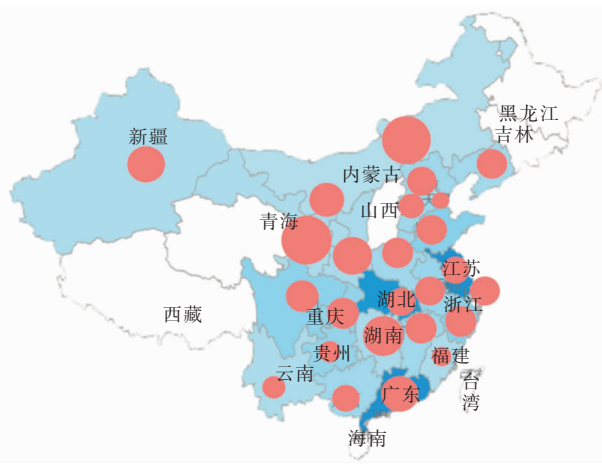 黑龙江
吉林
新疆
内蒙古
山西
青海
江苏
湖北
浙江
西藏
重庆
湖南
贵州
福建
云南
台湾
广东
海南